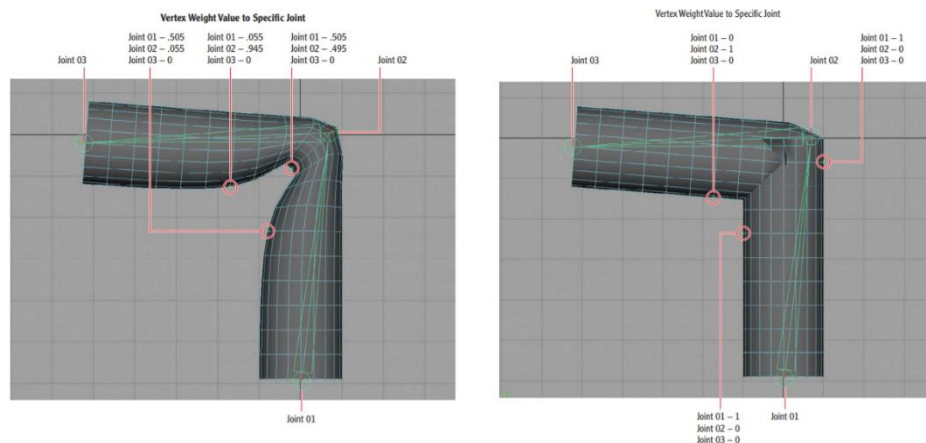 Vertex Weight Value to Specific Joint
Joint 01 – .505
Joint 02 – .055
Joint 03 – 0
Joint 01 – .055
Joint 02 – .945
Joint 03 – 0
Joint 01 – .505
Joint 02 – .495
Joint 03 – 0
Joint 03
Joint 02
Joint 01
Vertex Weight Value to Specific Joint
Joint 01 – 0
Joint 02 – 1
Joint 03 – 0
Joint 01 – 1
Joint 02 – 0
Joint 03 – 0
Joint 03
Joint 02
Joint 01 – 1
Joint 02 – 0
Joint 03 – 0
Joint 01